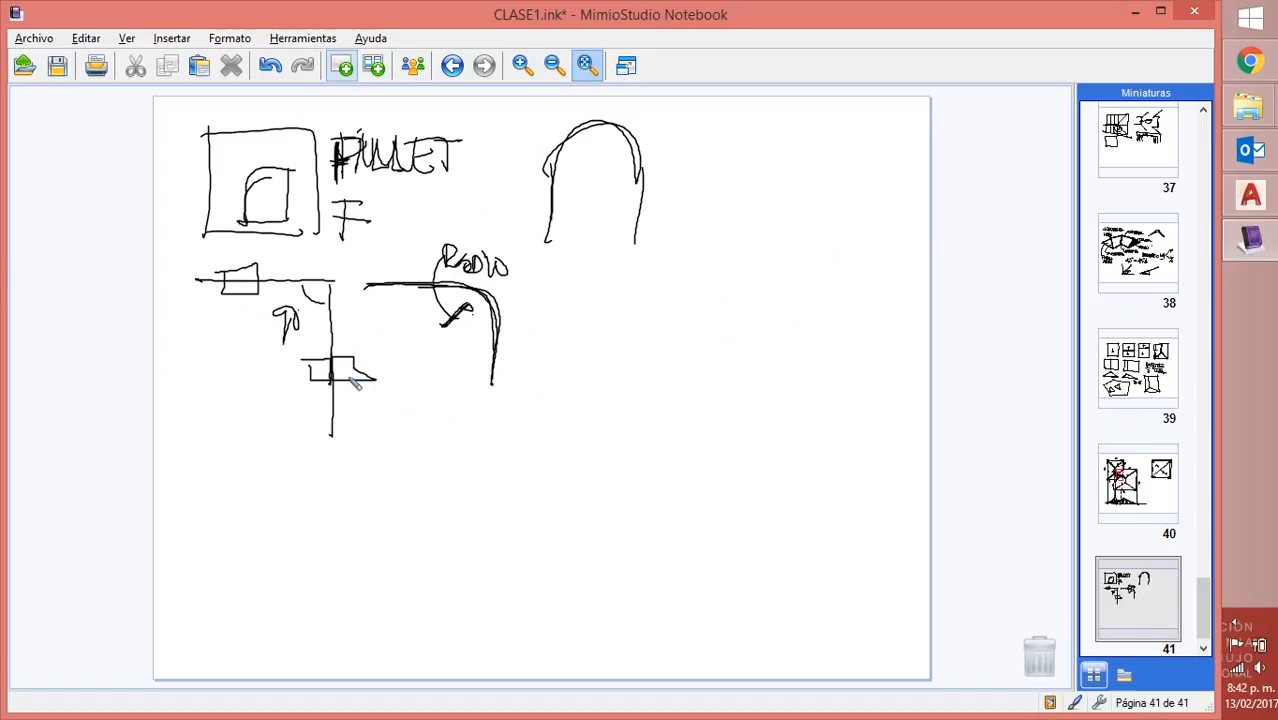 CLASE1.ink* - MimioStudio Notebook
Archivo Editar Ver Insertar Formato Herramientas Ayuda
Miniaturas
FILLET
F
RADIO
90
37
38
39
40
41
Página 41 de 41
8:42 p. m.
13/02/2017